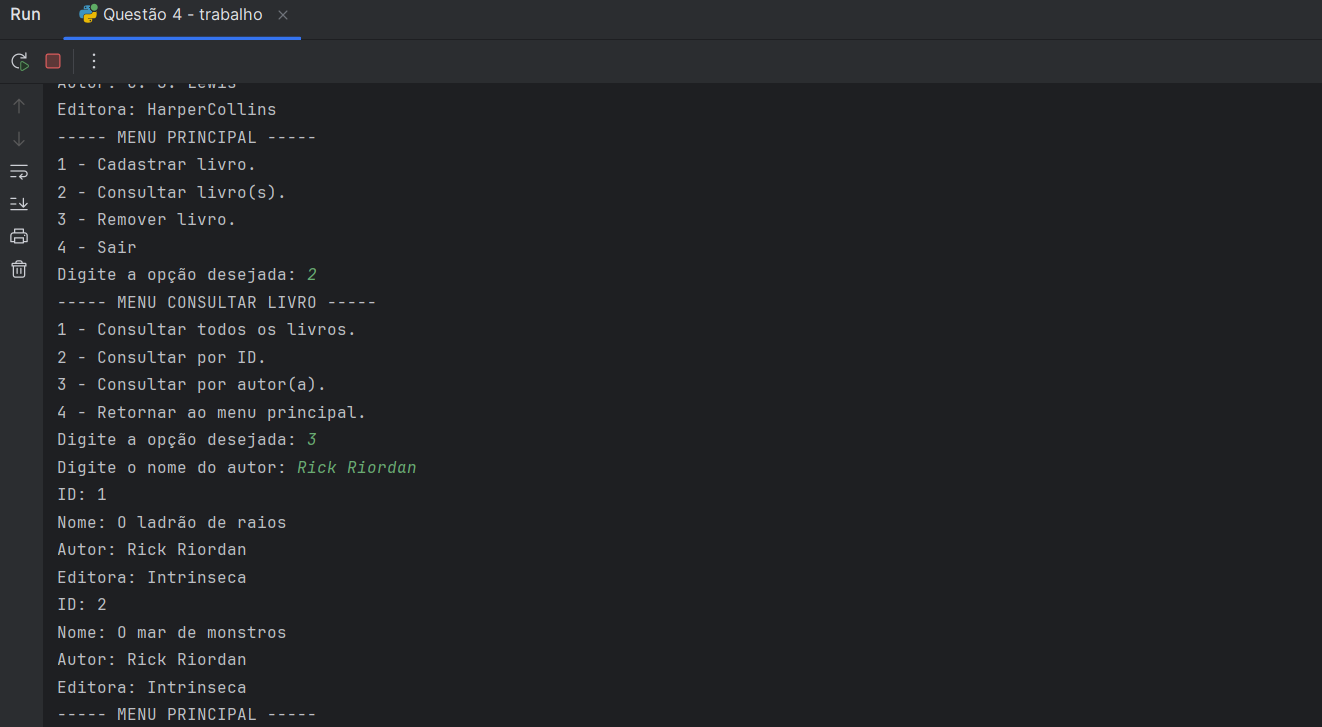 Run
Questão 4 - trabalho
Autor: C. S. Lewis
Editora: HarperCollins
----- MENU PRINCIPAL -----
1 - Cadastrar livro.
2 - Consultar livro(s).
3 - Remover livro.
4 - Sair
Digite a opção desejada: 2
----- MENU CONSULTAR LIVRO -----
1 - Consultar todos os livros.
2 - Consultar por ID.
3 - Consultar por autor(a).
4 - Retornar ao menu principal.
Digite a opção desejada: 3
Digite o nome do autor: Rick Riordan
ID: 1
Nome: O ladrão de raios
Autor: Rick Riordan
Editora: Intrinseca
ID: 2
Nome: O mar de monstros
Autor: Rick Riordan
Editora: Intrinseca
----- MENU PRINCIPAL -----